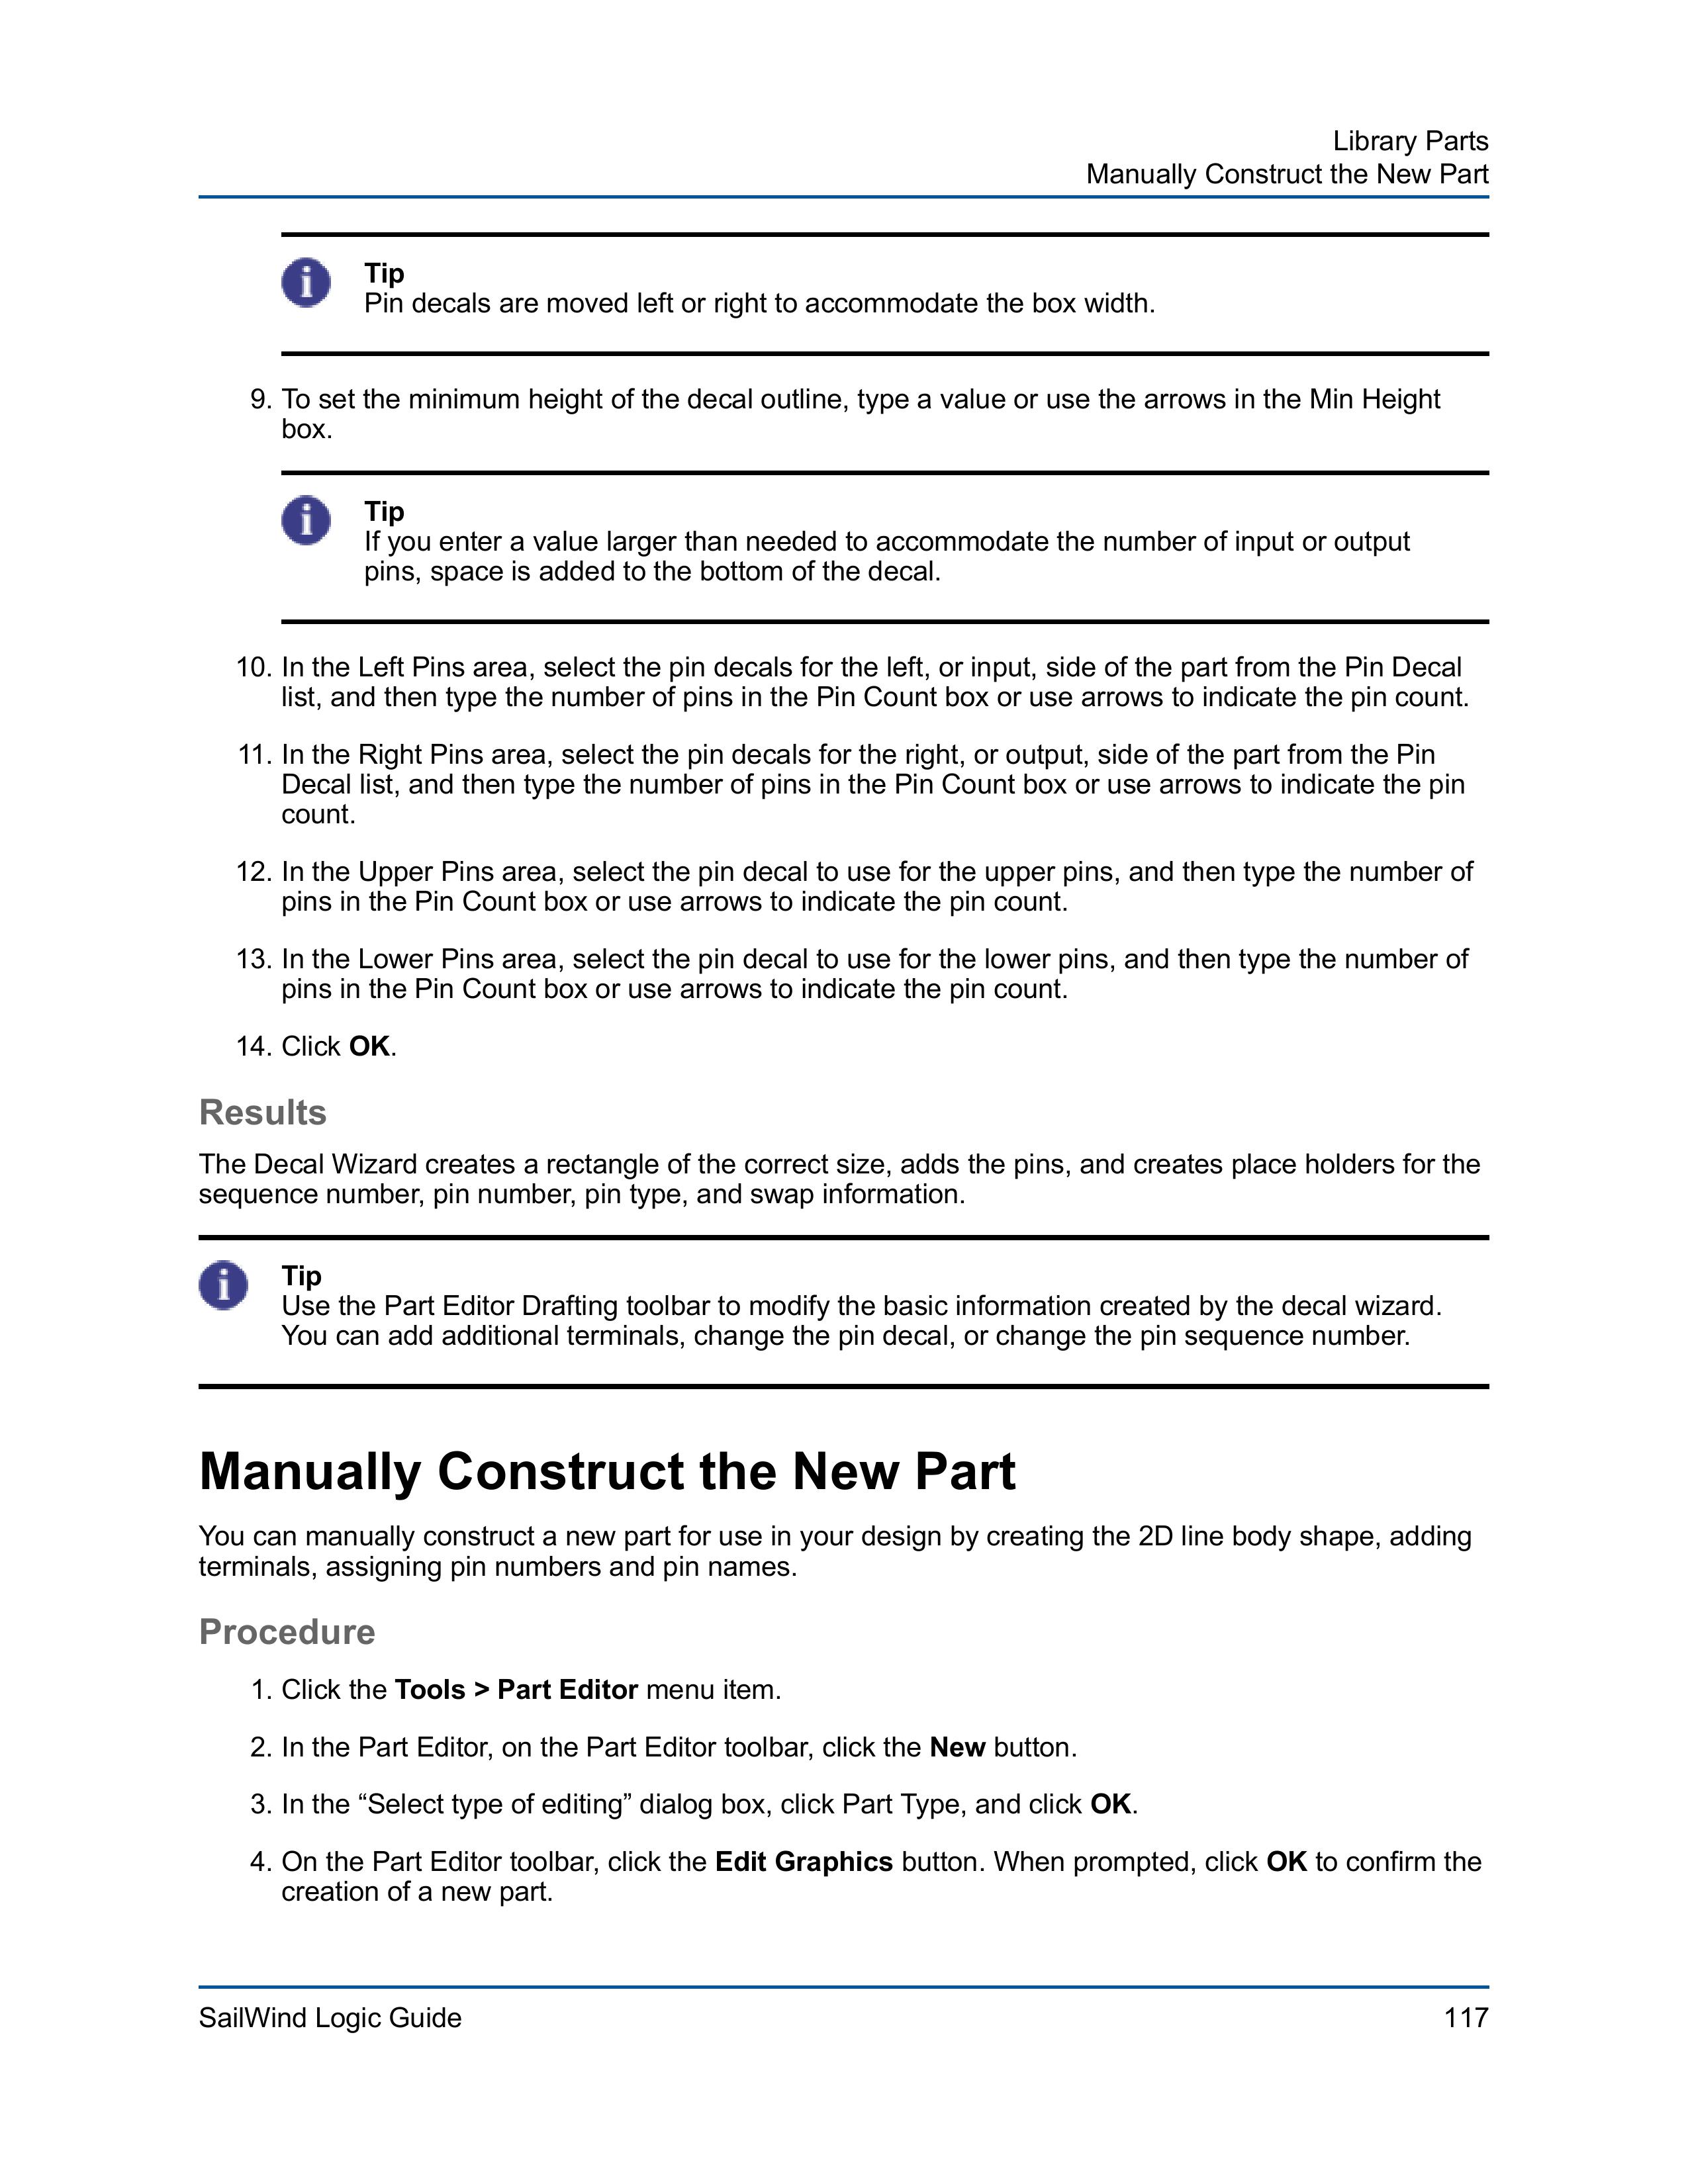 Library Parts
Manually Construct the New Part
Tip
Pin decals are moved left or right to accommodate the box width.
9. To set the minimum height of the decal outline, type a value or use the arrows in the Min Height
box.
Tip
If you enter a value larger than needed to accommodate the number of input or output
pins, space is added to the bottom of the decal.
10. In the Left Pins area, select the pin decals for the left, or input, side of the part from the Pin Decal
list, and then type the number of pins in the Pin Count box or use arrows to indicate the pin count.
11. In the Right Pins area, select the pin decals for the right, or output, side of the part from the Pin
Decal list, and then type the number of pins in the Pin Count box or use arrows to indicate the pin
count.
12. In the Upper Pins area, select the pin decal to use for the upper pins, and then type the number of
pins in the Pin Count box or use arrows to indicate the pin count.
13. In the Lower Pins area, select the pin decal to use for the lower pins, and then type the number of
pins in the Pin Count box or use arrows to indicate the pin count.
14. Click OK.
Results
The Decal Wizard creates a rectangle of the correct size, adds the pins, and creates place holders for the
sequence number, pin number, pin type, and swap information.
Tip
Use the Part Editor Drafting toolbar to modify the basic information created by the decal wizard.
You can add additional terminals, change the pin decal, or change the pin sequence number.
Manually Construct the New Part
You can manually construct a new part for use in your design by creating the 2D line body shape, adding
terminals, assigning pin numbers and pin names.
Procedure
1. Click the Tools > Part Editor menu item.
2. In the Part Editor, on the Part Editor toolbar, click the New button.
3. In the “Select type of editing” dialog box, click Part Type, and click OK.
4. On the Part Editor toolbar, click the Edit Graphics button. When prompted, click OK to confirm the
creation of a new part.
SailWind Logic Guide
117